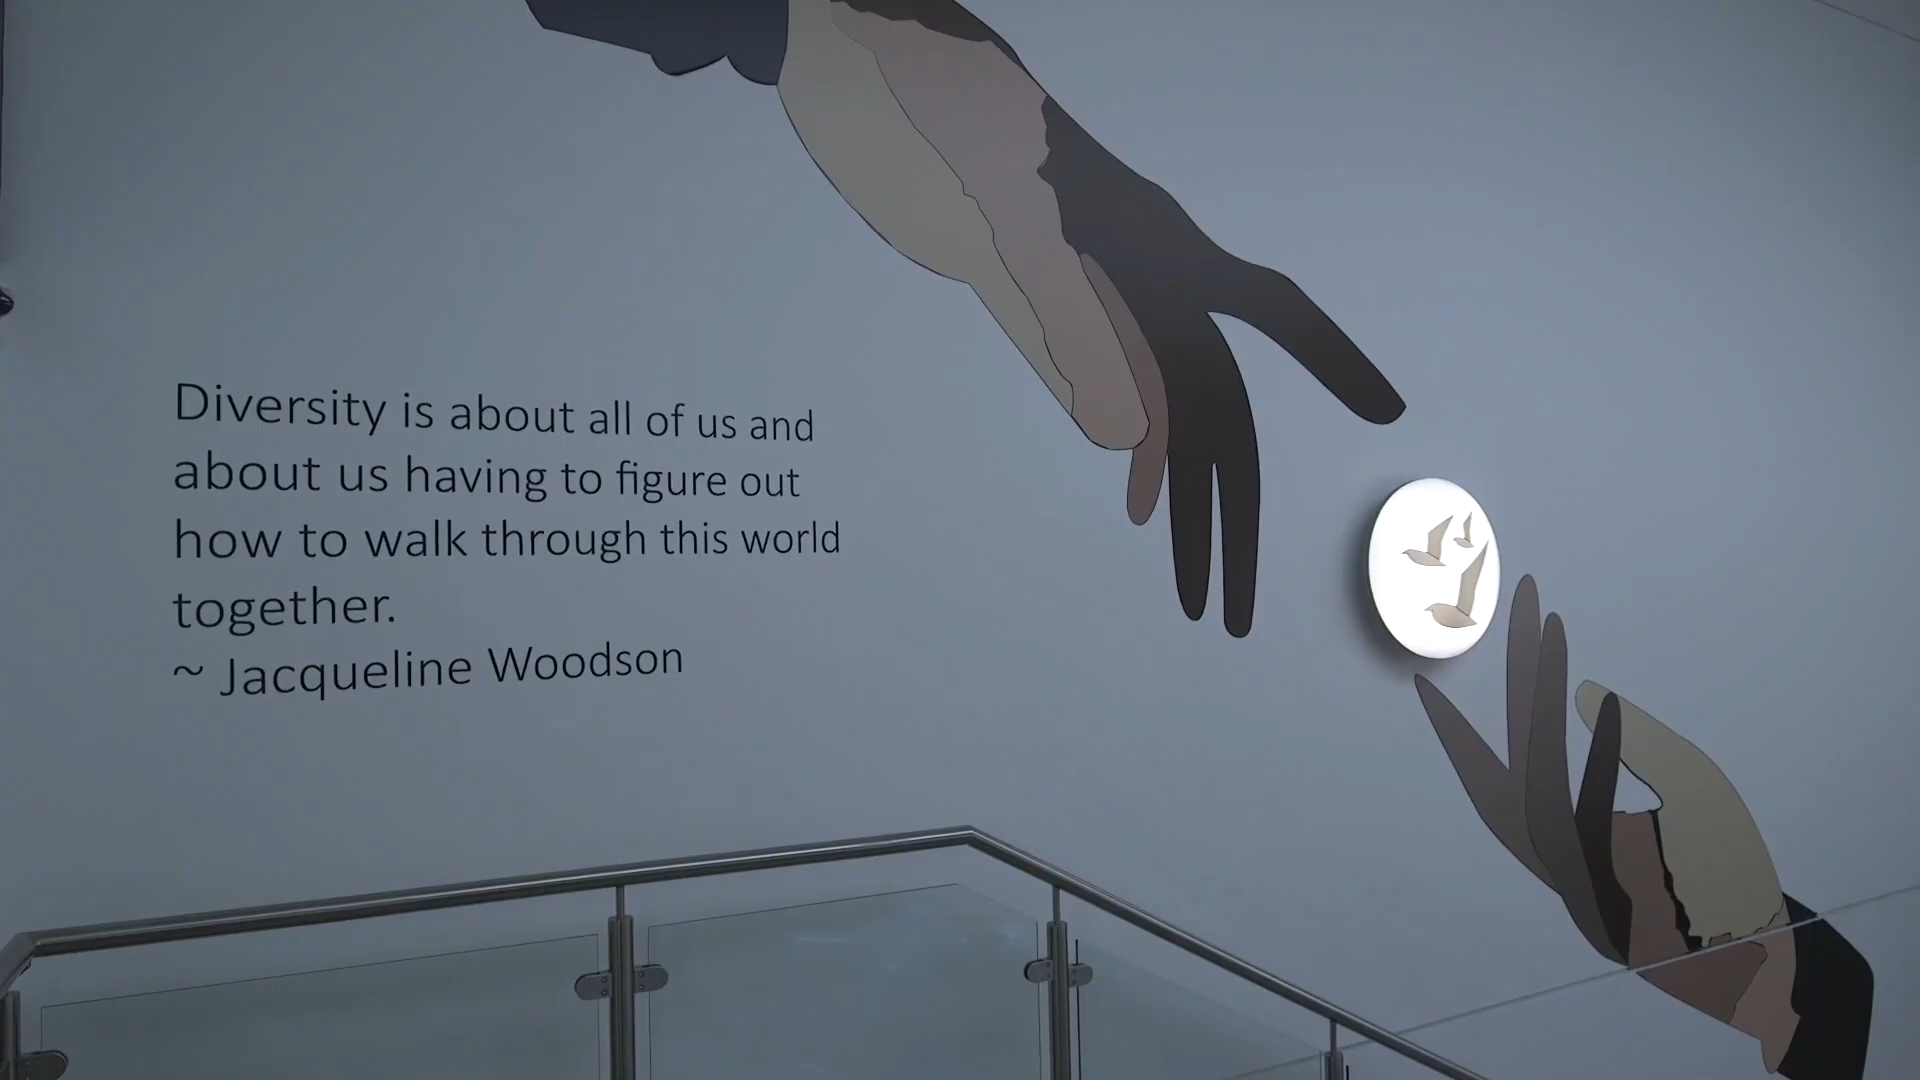 Diversity is about all of us and
about us having to figure out
how to walk through this world
together.
~ Jacqueline Woodson